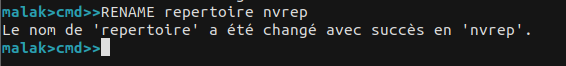 malak>cmd>>RENAME repertoire nvrep
Le nom de 'repertoire' a été changé avec succès en 'nvrep'.
malak>cmd>>